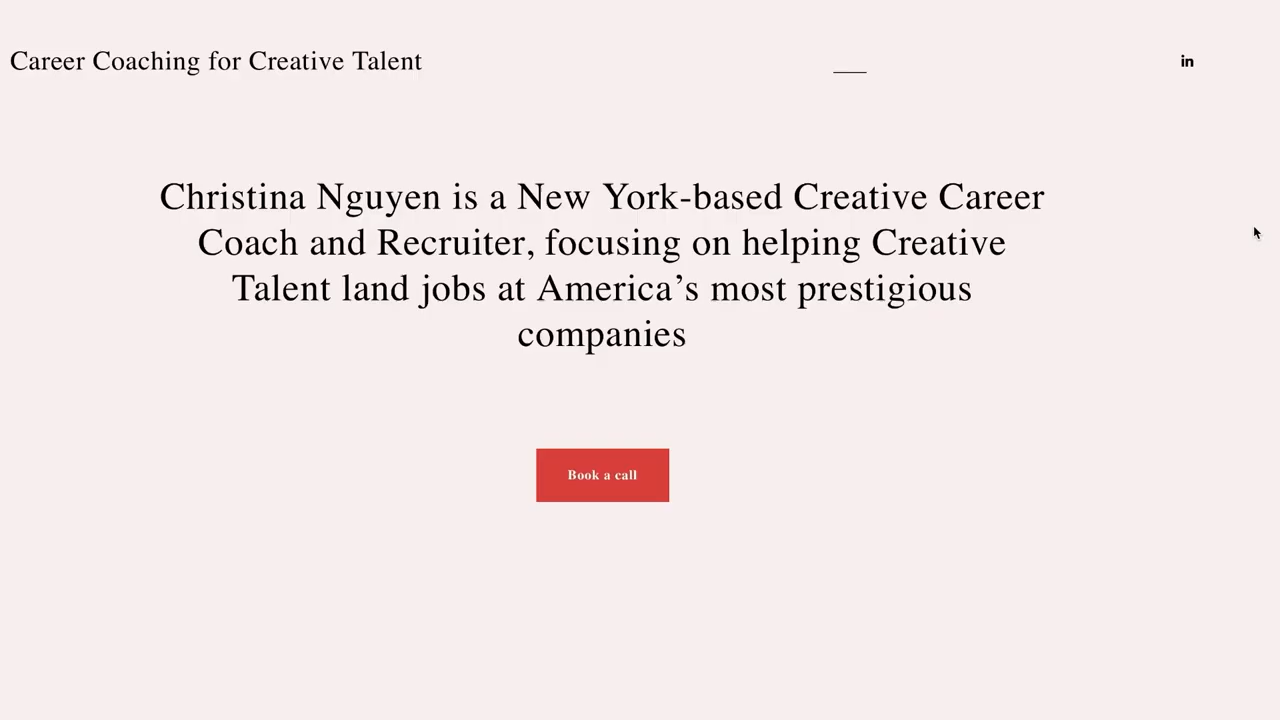 Career Coaching for Creative Talent
in
Christina Nguyen is a New York-based Creative Career
Coach and Recruiter, focusing on helping Creative
Talent land jobs at America’s most prestigious
companies
Book a call